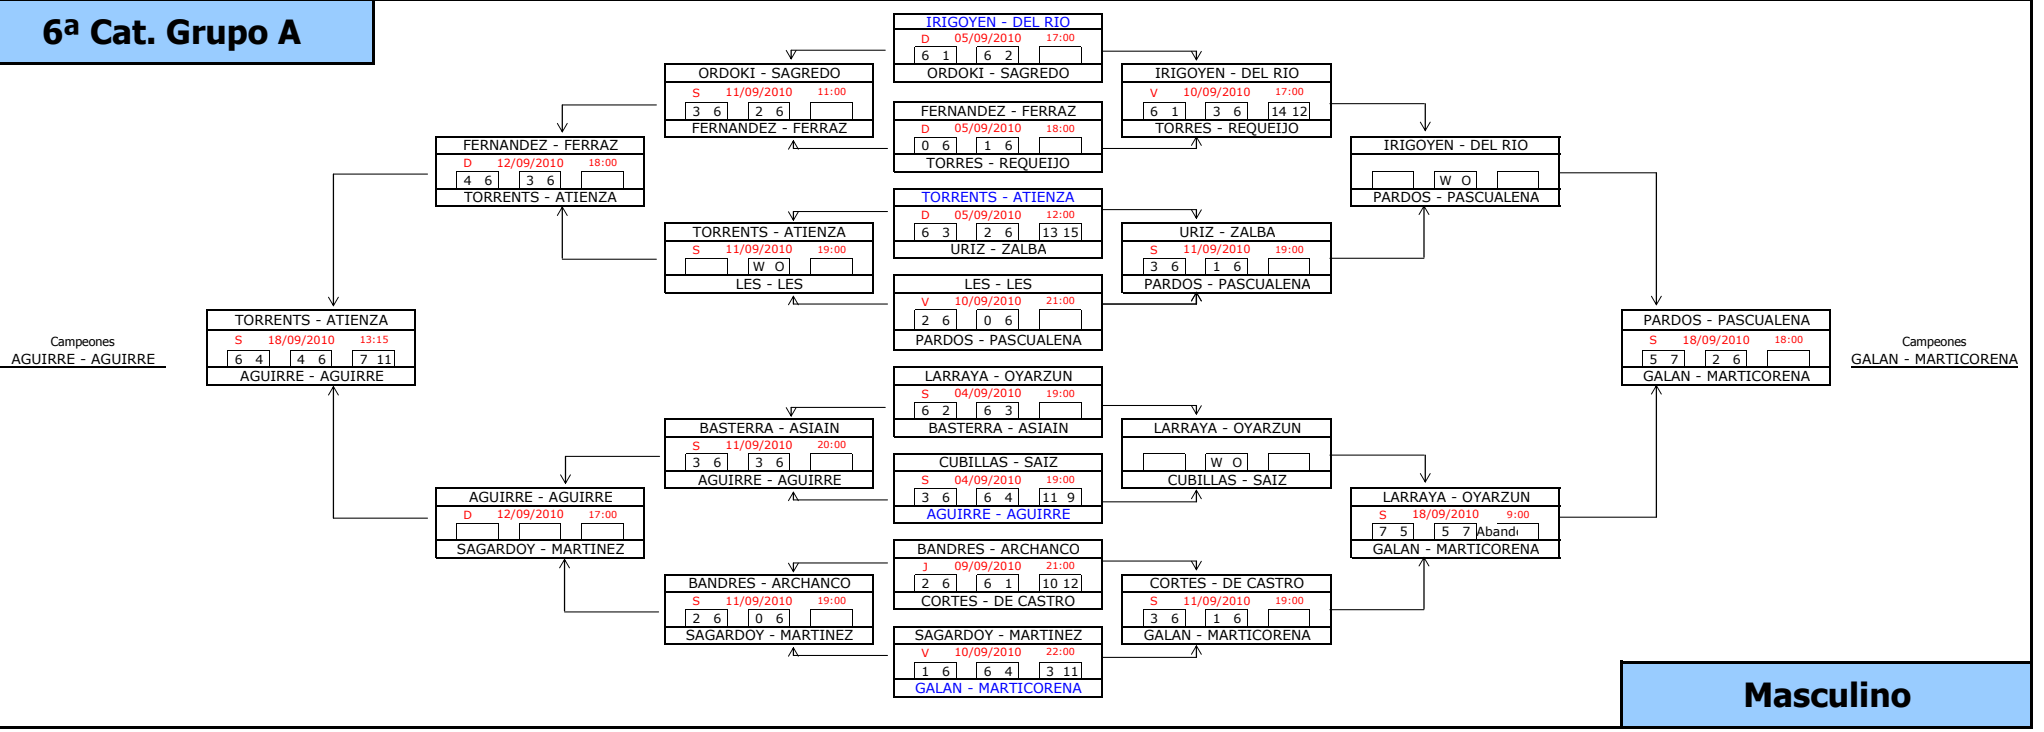 6ª Cat. Grupo A
Campeones
AGUIRRE - AGUIRRE
TORRENTS - ATIENZA
S 18/09/2010 13:15
6 4 4 6 7 11
AGUIRRE - AGUIRRE
FERNANDEZ - FERRAZ
D 12/09/2010 18:00
4 6 3 6
TORRENTS - ATIENZA
AGUIRRE - AGUIRRE
D 12/09/2010 17:00
SAGARDOY - MARTINEZ
ORDOKI - SAGREDO
S 11/09/2010 11:00
3 6 2 6
FERNANDEZ - FERRAZ
TORRENTS - ATIENZA
S 11/09/2010 19:00
W O
LES - LES
BASTERRA - ASIAIN
S 11/09/2010 20:00
3 6 3 6
AGUIRRE - AGUIRRE
BANDRES - ARCHANCO
S 11/09/2010 19:00
2 6 0 6
SAGARDOY - MARTINEZ
IRIGOYEN - DEL RIO
D 05/09/2010 17:00
6 1 6 2
ORDOKI - SAGREDO
FERNANDEZ - FERRAZ
D 05/09/2010 18:00
0 6 1 6
TORRES - REQUEIJO
TORRENTS - ATIENZA
D 05/09/2010 12:00
6 3 2 6 13 15
URIZ - ZALBA
LES - LES
V 10/09/2010 21:00
2 6 0 6
PARDOS - PASCUALENA
LARRAYA - OYARZUN
S 04/09/2010 19:00
6 2 6 3
BASTERRA - ASIAIN
CUBILLAS - SAIZ
S 04/09/2010 19:00
3 6 6 4 11 9
AGUIRRE - AGUIRRE
BANDRES - ARCHANCO
J 09/09/2010 21:00
2 6 6 1 10 12
CORTES - DE CASTRO
SAGARDOY - MARTINEZ
V 10/09/2010 22:00
1 6 6 4 3 11
GALAN - MARTICORENA
IRIGOYEN - DEL RIO
V 10/09/2010 17:00
6 1 3 6 14 12
TORRES - REQUEIJO
URIZ - ZALBA
S 11/09/2010 19:00
3 6 1 6
PARDOS - PASCUALENA
LARRAYA - OYARZUN
W O
CUBILLAS - SAIZ
CORTES - DE CASTRO
S 11/09/2010 19:00
3 6 1 6
GALAN - MARTICORENA
IRIGOYEN - DEL RIO
W O
PARDOS - PASCUALENA
LARRAYA - OYARZUN
S 18/09/2010 9:00
7 5 5 7 Aband
GALAN - MARTICORENA
PARDOS - PASCUALENA
S 18/09/2010 18:00
5 7 2 6
GALAN - MARTICORENA
Campeones
GALAN - MARTICORENA
Masculino